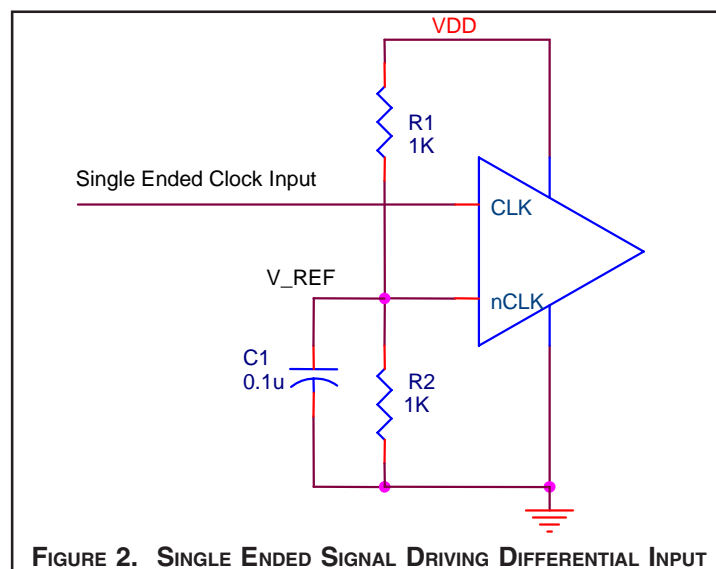 VDD
R1
1K
Single Ended Clock Input
CLK
V_REF
nCLK
C1
0.1u
R2
1K
FIGURE 2. SINGLE ENDED SIGNAL DRIVING DIFFERENTIAL INPUT